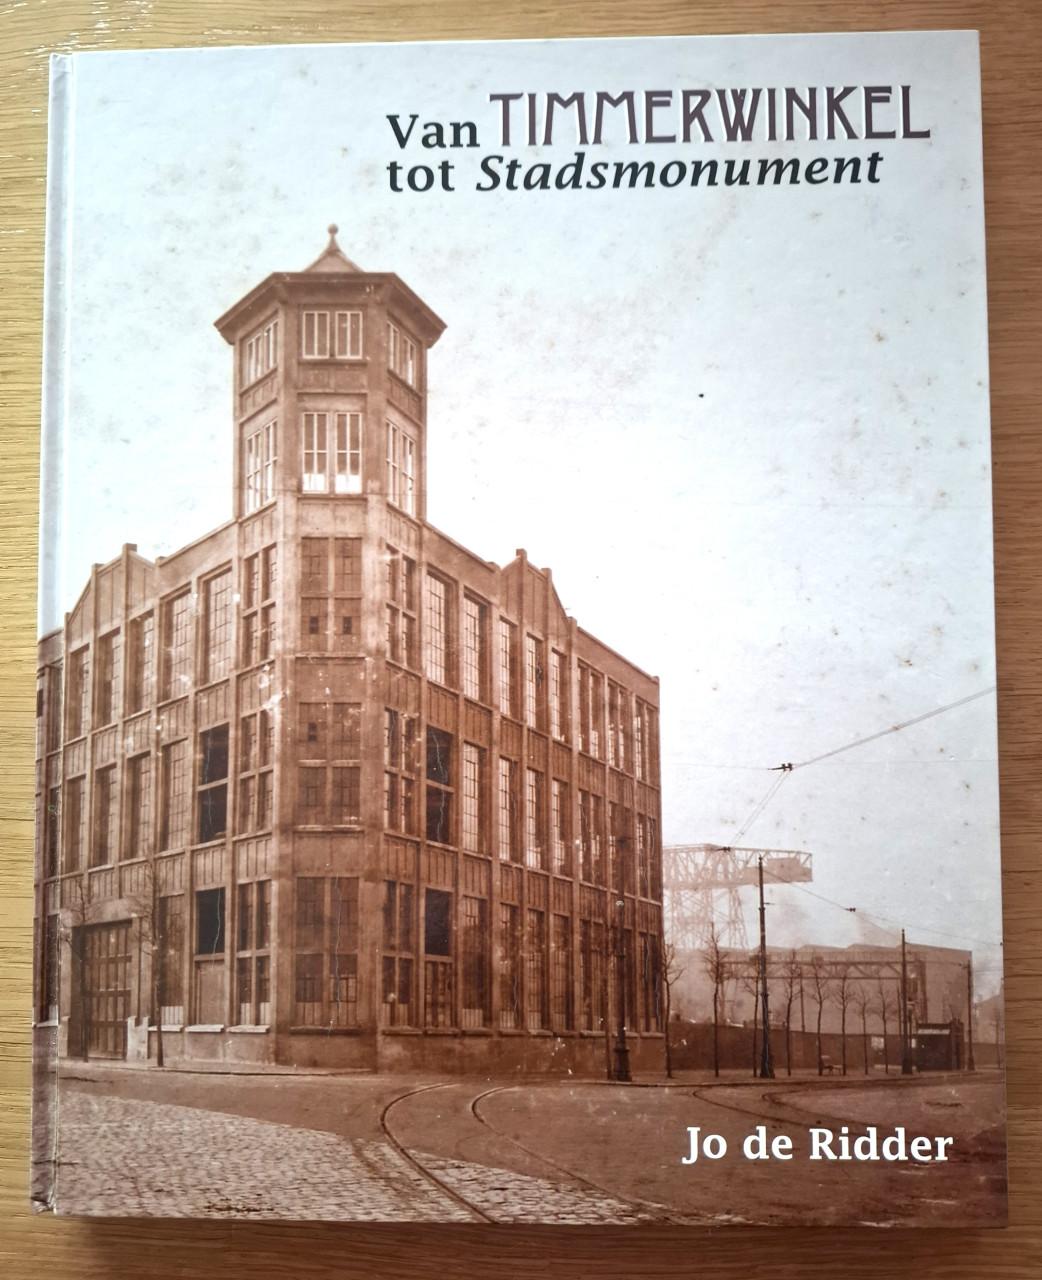 Van TIMMERWINKEL
tot Stadsmonument
Jo de Ridder